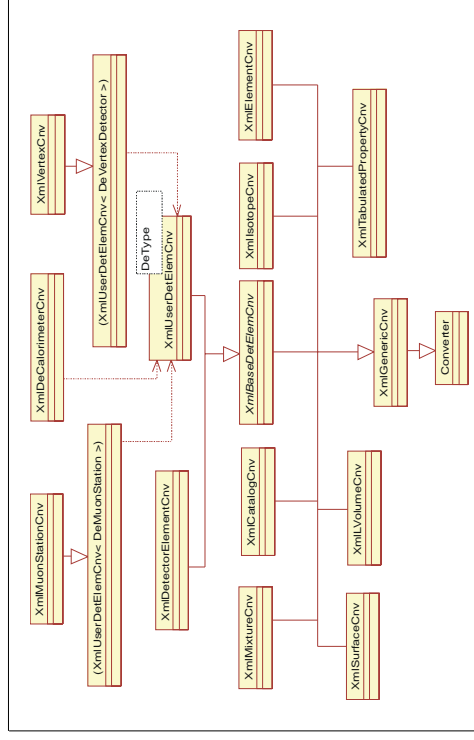 XmlMuonStationCnv
XmlDeCalorimeterCnv
XmlVertexCnv
(XmlUserDetElemCnv< DeMuonStation >)
(XmlUserDetElemCnv< DeVertexDetector >)
DeType
XmlDetectorElementCnv
XmlUserDetElemCnv
XmlMixtureCnv
XmlCatalogCnv
XmlBaseDetElemCnv
XmlIsotopeCnv
XmlElementCnv
XmlSurfaceCnv
XmlLVolumeCnv
XmlGenericCnv
XmlTabulatedPropertyCnv
Converter